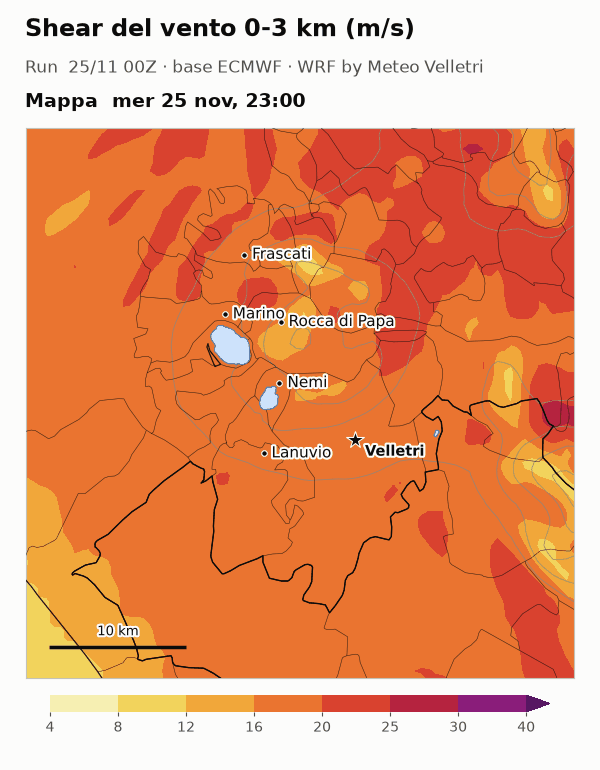 Shear del vento 0-3 km (m/s)
Run  25/11 00Z · base ECMWF · WRF by Meteo Velletri
Mappa  mer 25 nov, 23:00
Frascati
Marino
Rocca di Papa
Nemi
Velletri
Lanuvio
10 km
4 8 12 16 20 25 30 40